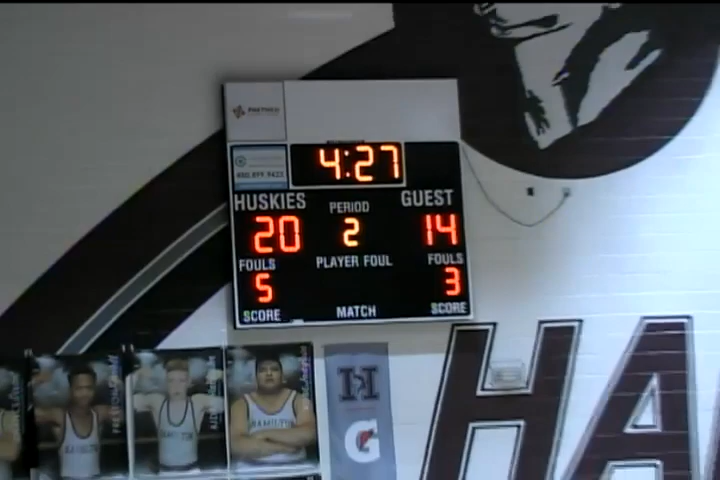 4:27
HUSKIES PERIOD GUEST
20 2 14
FOULS PLAYER FOUL FOULS
5 3
SCORE MATCH SCORE
HAMILTON
HAMILTON
HAMILTON
H
G
HA